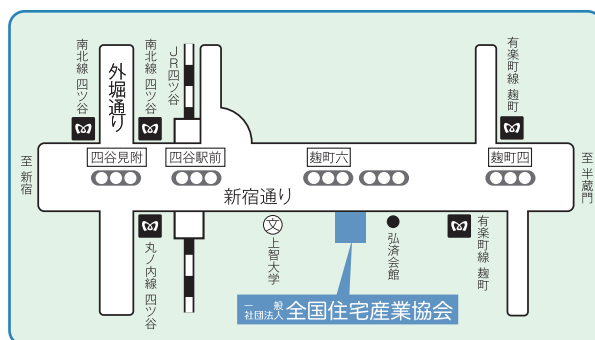 南北線 四ツ谷
外堀通り
南北線 四ツ谷
JR四ツ谷
有楽町線 麹町
至 新宿
四谷見附
四谷駅前
麹町六
麹町四
至 半蔵門
新宿通り
丸ノ内線 四ツ谷
文
上智大学
弘済会館
有楽町線 麹町
一般社団法人 全国住宅産業協会